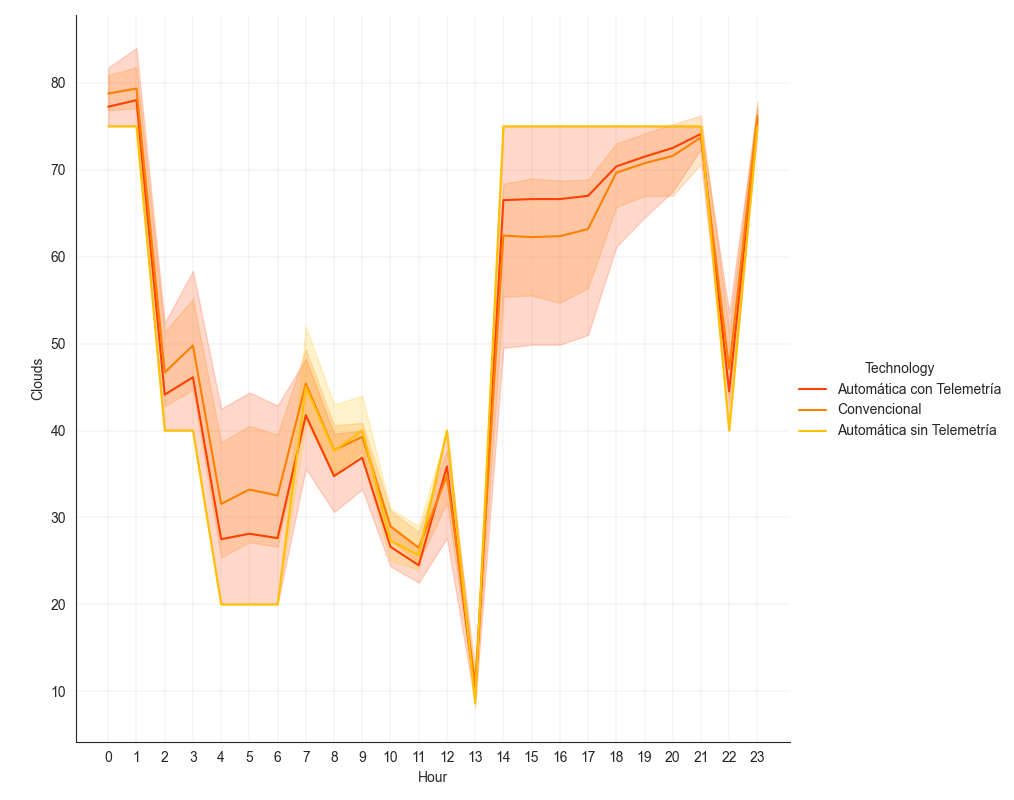 80
70
60
50
40
30
20
10
Clouds
0 1 2 3 4 5 6 7 8 9 10 11 12 13 14 15 16 17 18 19 20 21 22 23
Hour
Technology
Automática con Telemetría
Convencional
Automática sin Telemetría